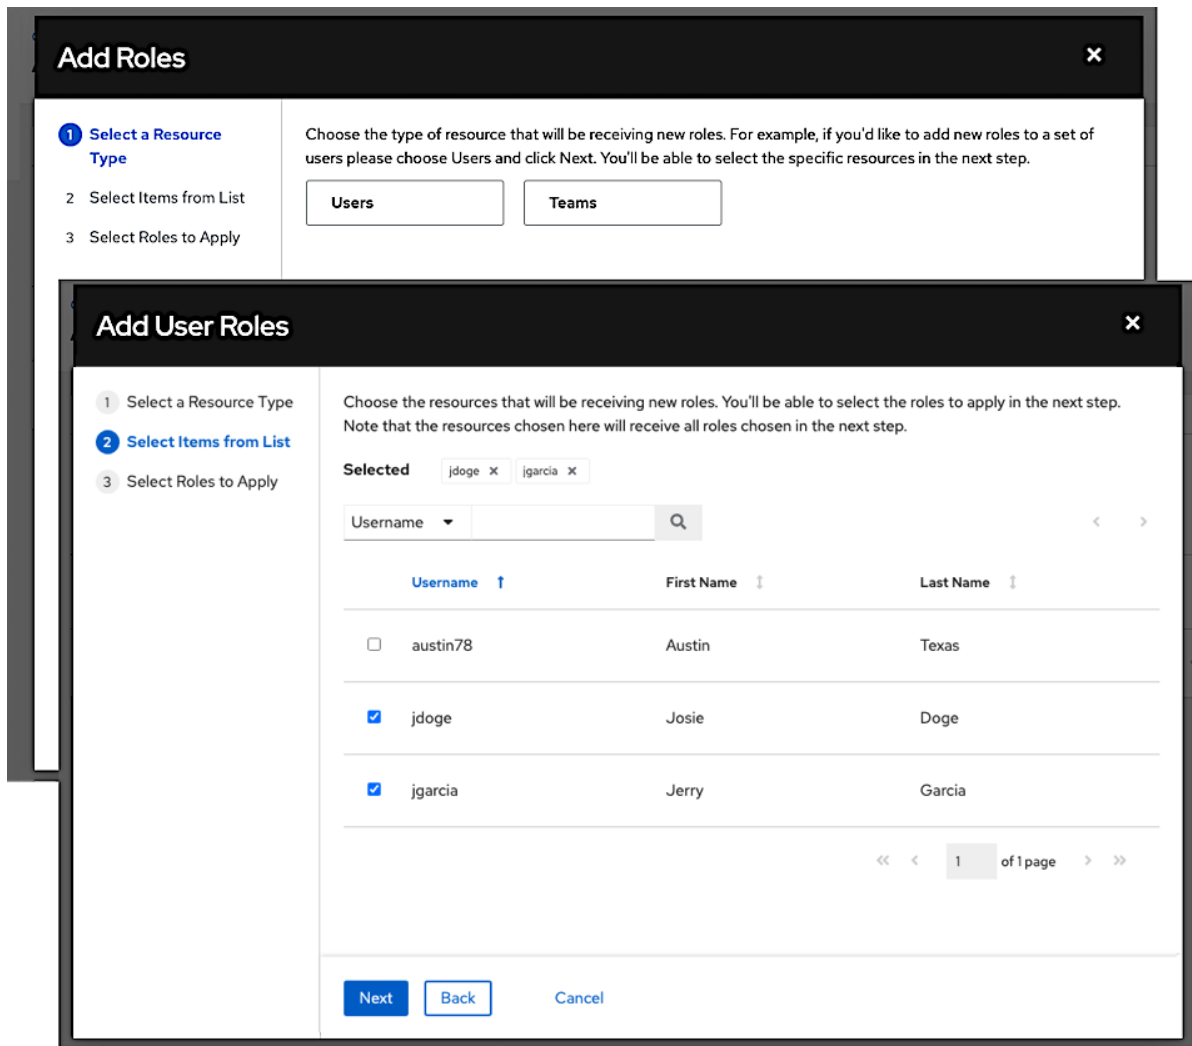 Add Roles
1 Select a Resource Type
2 Select Items from List
3 Select Roles to Apply
Choose the type of resource that will be receiving new roles. For example, if you'd like to add new roles to a set of
users please choose Users and click Next. You'll be able to select the specific resources in the next step.
Users Teams
Add User Roles
1 Select a Resource Type
2 Select Items from List
3 Select Roles to Apply
Choose the resources that will be receiving new roles. You'll be able to select the roles to apply in the next step.
Note that the resources chosen here will receive all roles chosen in the next step.
Selected jdoge jgarcia
Username
Username First Name Last Name
austin78 Austin Texas
jdoge Josie Doge
jgarcia Jerry Garcia
1 of 1 page
Next Back Cancel